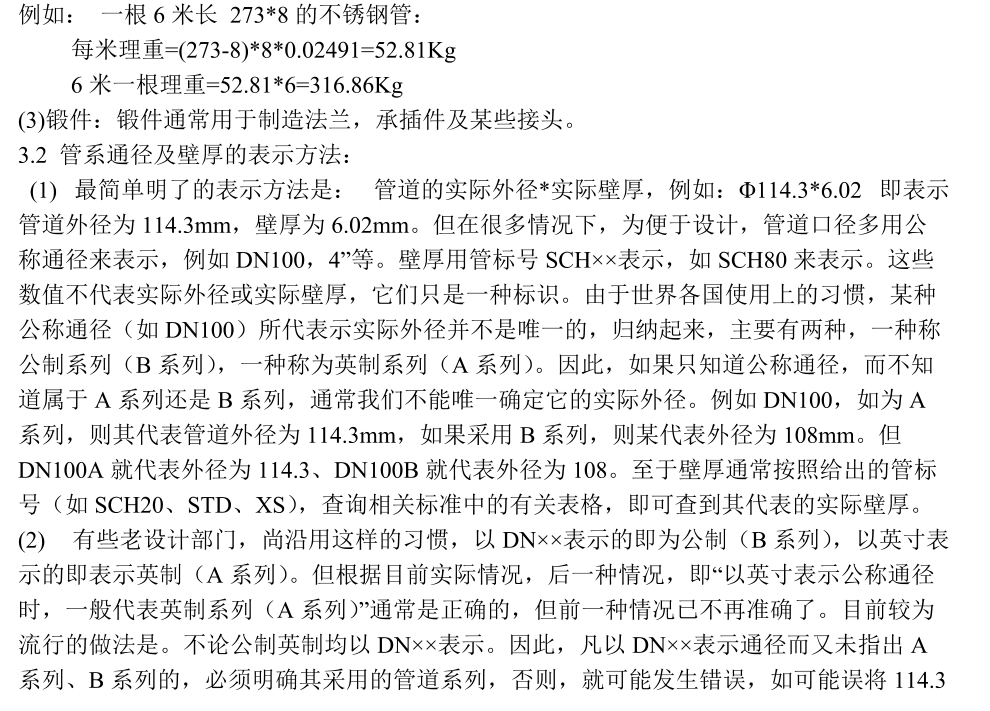 例如： 一根 6 米长 273*8 的不锈钢管：
每米理重=(273-8)*8*0.02491=52.81Kg
6 米一根理重=52.81*6=316.86Kg
(3)锻件：锻件通常用于制造法兰，承插件及某些接头。
3.2 管系通径及壁厚的表示方法：
(1) 最简单明了的表示方法是： 管道的实际外径*实际壁厚，例如：Φ114.3*6.02 即表示
管道外径为 114.3mm，壁厚为 6.02mm。但在很多情况下，为便于设计，管道口径多用公
称通径来表示，例如 DN100，4”等。壁厚用管标号 SCH××表示，如 SCH80 来表示。这些
数值不代表实际外径或实际壁厚，它们只是一种标识。由于世界各国使用上的习惯，某种
公称通径（如 DN100）所代表示实际外径并不是唯一的，归纳起来，主要有两种，一种称
公制系列（B 系列），一种称为英制系列（A 系列）。因此，如果只知道公称通径，而不知
道属于 A 系列还是 B 系列，通常我们不能唯一确定它的实际外径。例如 DN100，如为 A
系列，则其代表管道外径为 114.3mm，如果采用 B 系列，则某代表外径为 108mm。但
DN100A 就代表外径为 114.3、DN100B 就代表外径为 108。至于壁厚通常按照给出的管标
号（如 SCH20、STD、XS），查询相关标准中的有关表格，即可查到其代表的实际壁厚。
(2) 有些老设计部门，尚沿用这样的习惯，以 DN××表示的即为公制（B 系列），以英寸表
示的即表示英制（A 系列）。但根据目前实际情况，后一种情况，即“以英寸表示公称通径
时，一般代表英制系列（A 系列）”通常是正确的，但前一种情况已不再准确了。目前较为
流行的做法是。不论公制英制均以 DN××表示。因此，凡以 DN××表示通径而又未指出 A
系列、B 系列的，必须明确其采用的管道系列，否则，就可能发生错误，如可能误将 114.3